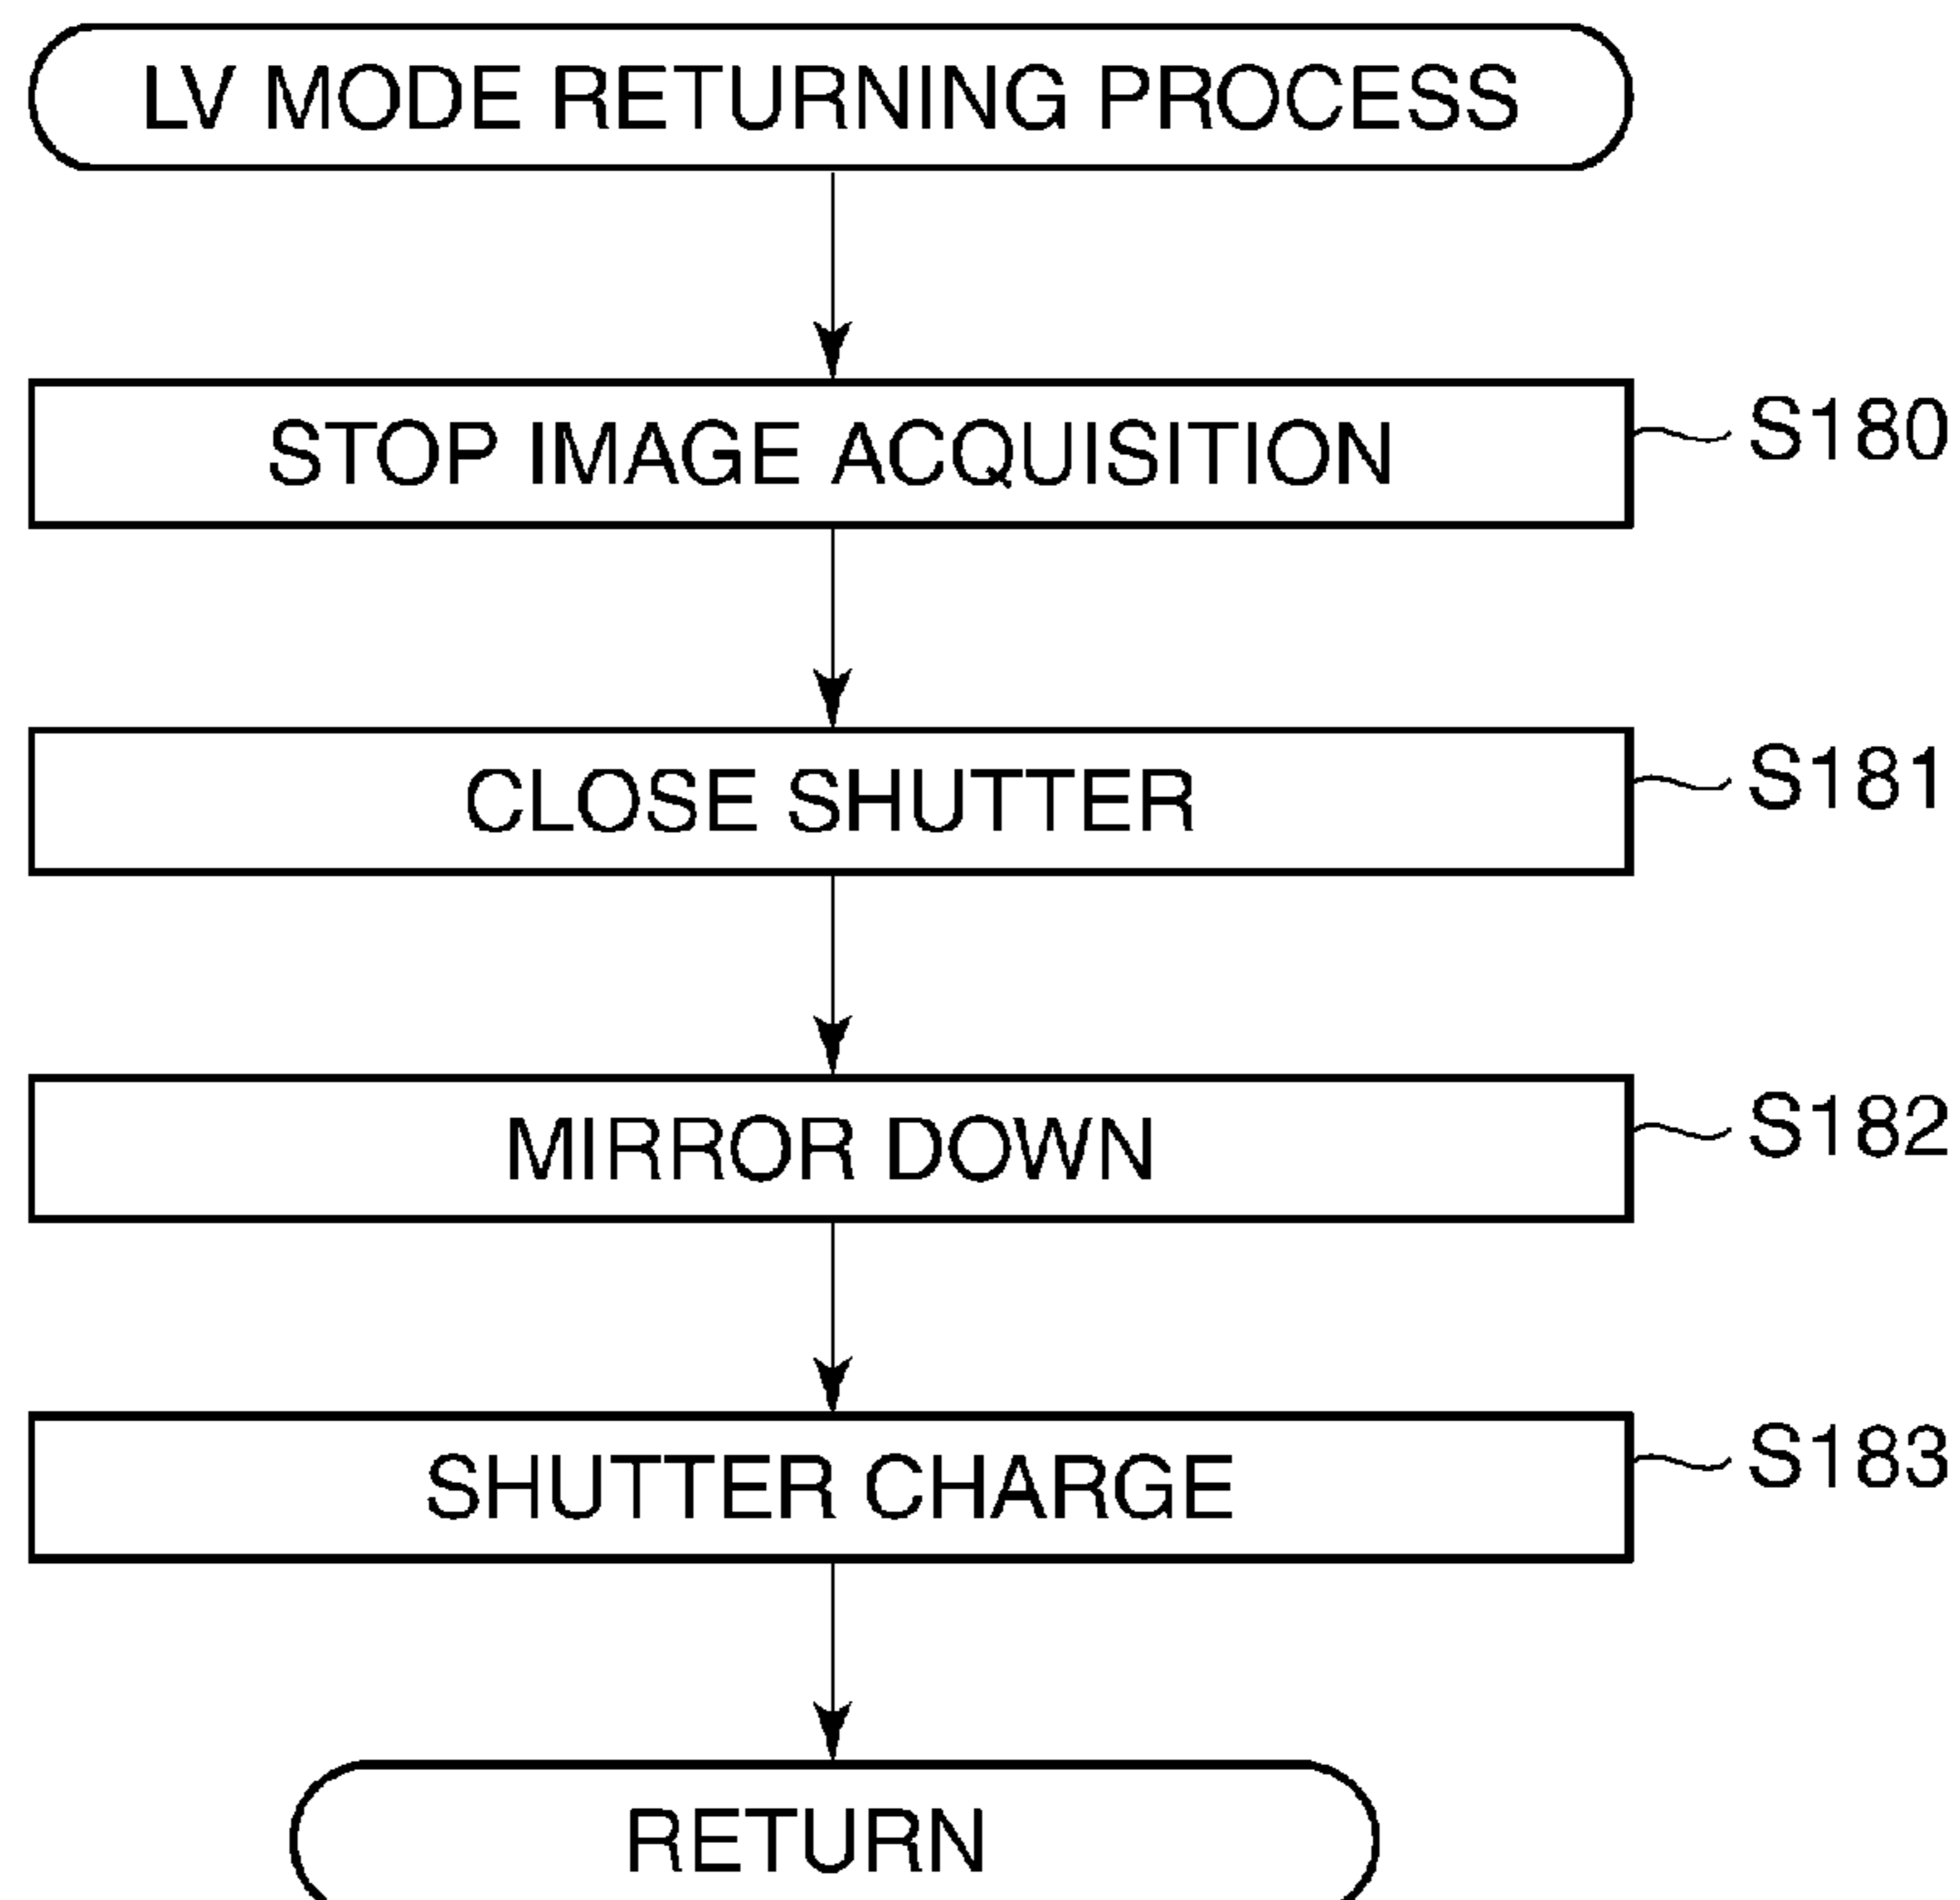 LV MODE RETURNING PROCESS
STOP IMAGE ACQUISITION
S180
CLOSE SHUTTER
S181
MIRROR DOWN
S182
SHUTTER CHARGE
S183
RETURN